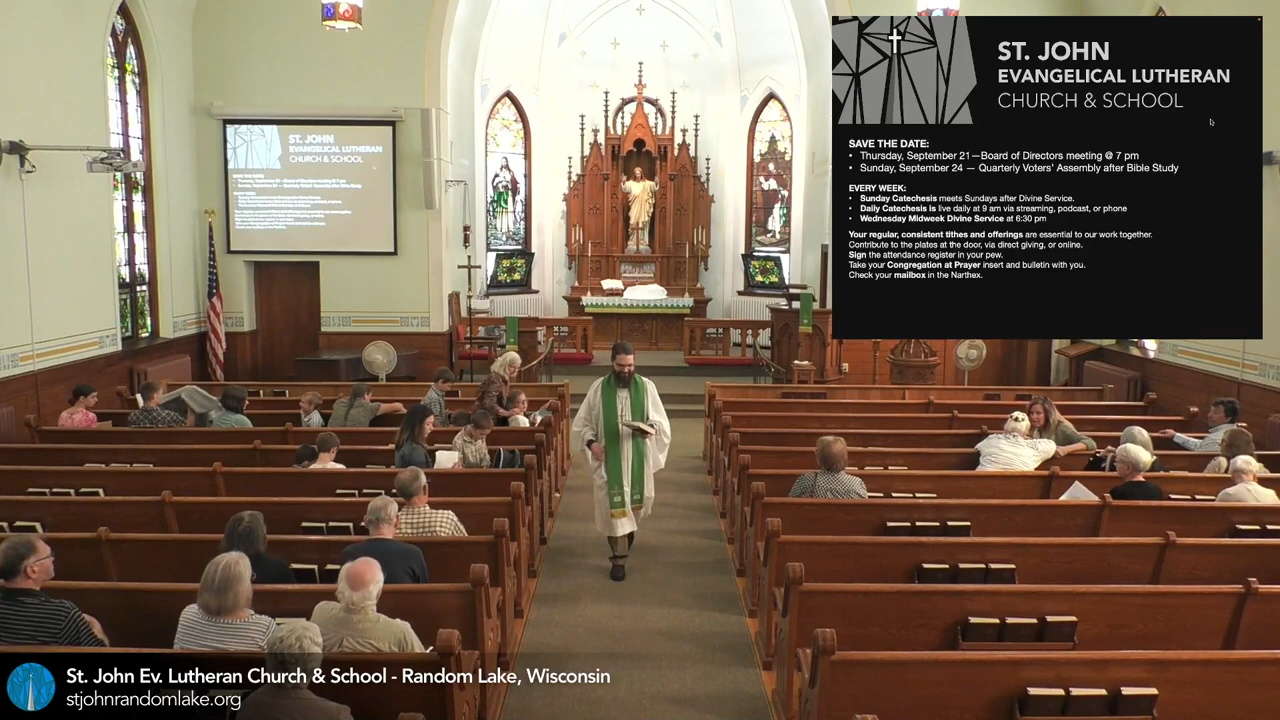 ST. JOHN
EVANGELICAL LUTHERAN
CHURCH & SCHOOL
ST. JOHN
EVANGELICAL LUTHERAN
CHURCH & SCHOOL
SAVE THE DATE:
• Thursday, September 21—Board of Directors meeting @ 7 pm
• Sunday, September 24 — Quarterly Voters' Assembly after Bible Study
EVERY WEEK:
• Sunday Catechesis meets Sundays after Divine Service.
• Daily Catechesis is live daily at 9 am via streaming, podcast, or phone
• Wednesday Midweek Divine Service at 6:30 pm
Your regular, consistent tithes and offerings are essential to our work together.
Contribute to the plates at the door, via direct giving, or online.
Sign the attendance register in your pew.
Take your Congregation at Prayer insert and bulletin with you.
Check your mailbox in the Narthex.
St. John Ev. Lutheran Church & School - Random Lake, Wisconsin
stjohnrandomlake.org